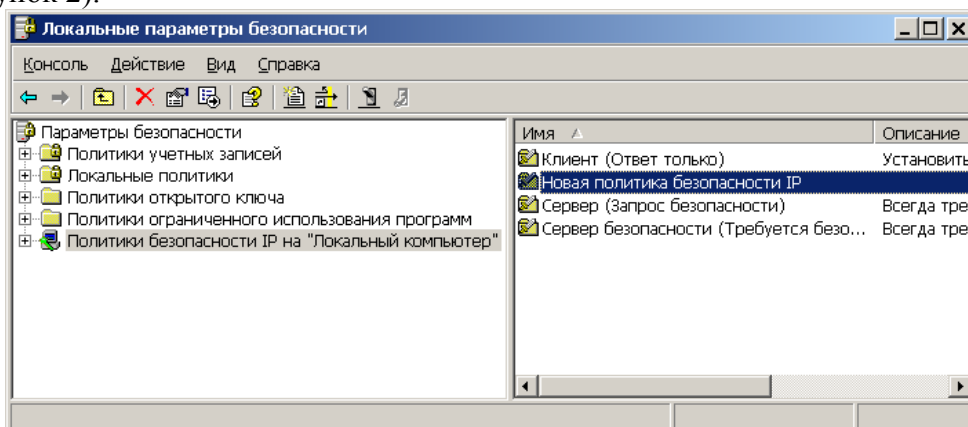 унок 2).
Локальные параметры безопасности
Консоль Действие Вид Справка
Параметры безопасности
Политики учетных записей
Локальные политики
Политики открытого ключа
Политики ограниченного использования программ
Политики безопасности IP на "Локальный компьютер"
Имя Описание
Клиент (Ответ только) Установить
Новая политика безопасности IP
Сервер (Запрос безопасности) Всегда тре
Сервер безопасности (Требуется безо... Всегда тре